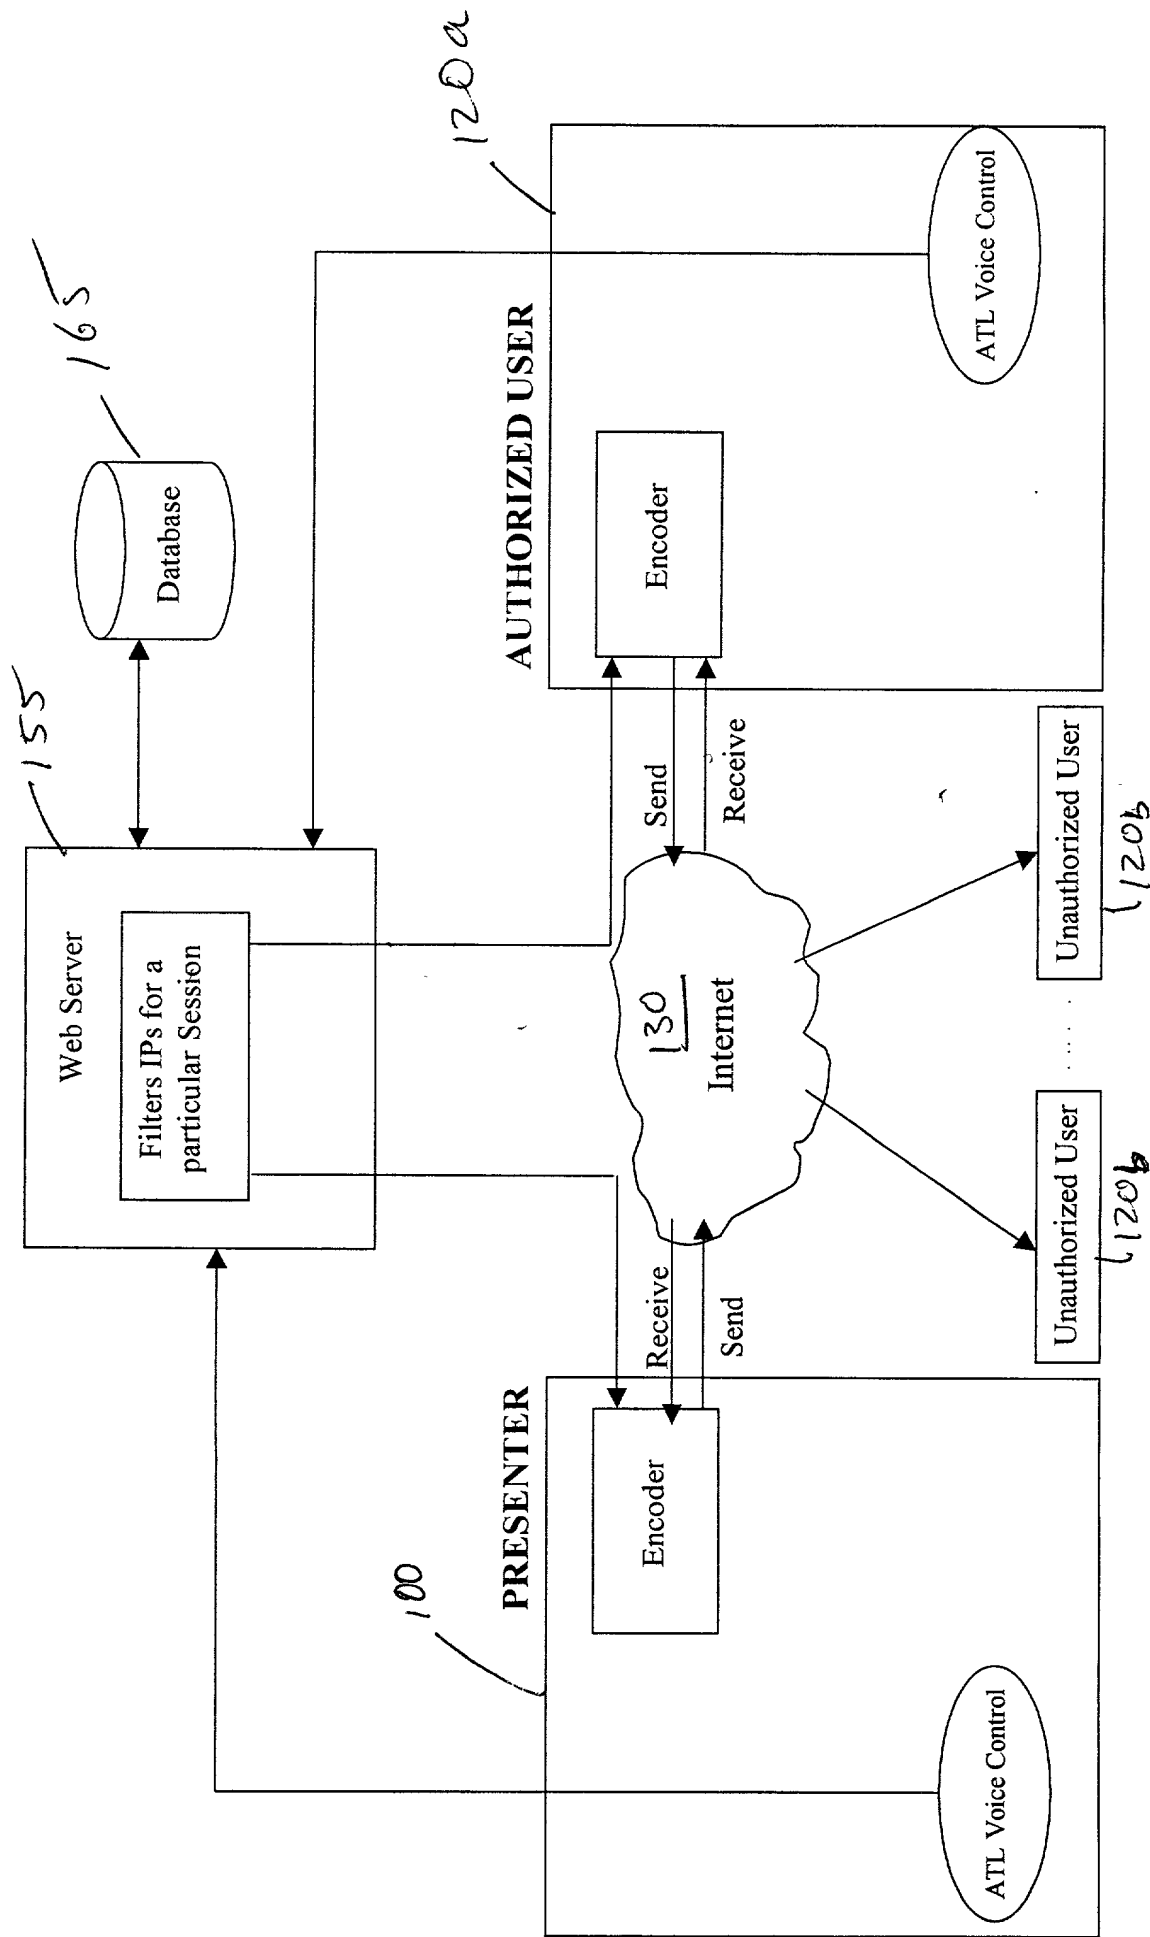 155
165
Web Server
Filters IPs for a
particular Session
Database
100
PRESENTER
AUTHORIZED USER
120a
Encoder
Receive
Send
130
Internet
Send
Receive
Encoder
ATL Voice Control
Unauthorized User
120b
.....
Unauthorized User
120b
ATL Voice Control